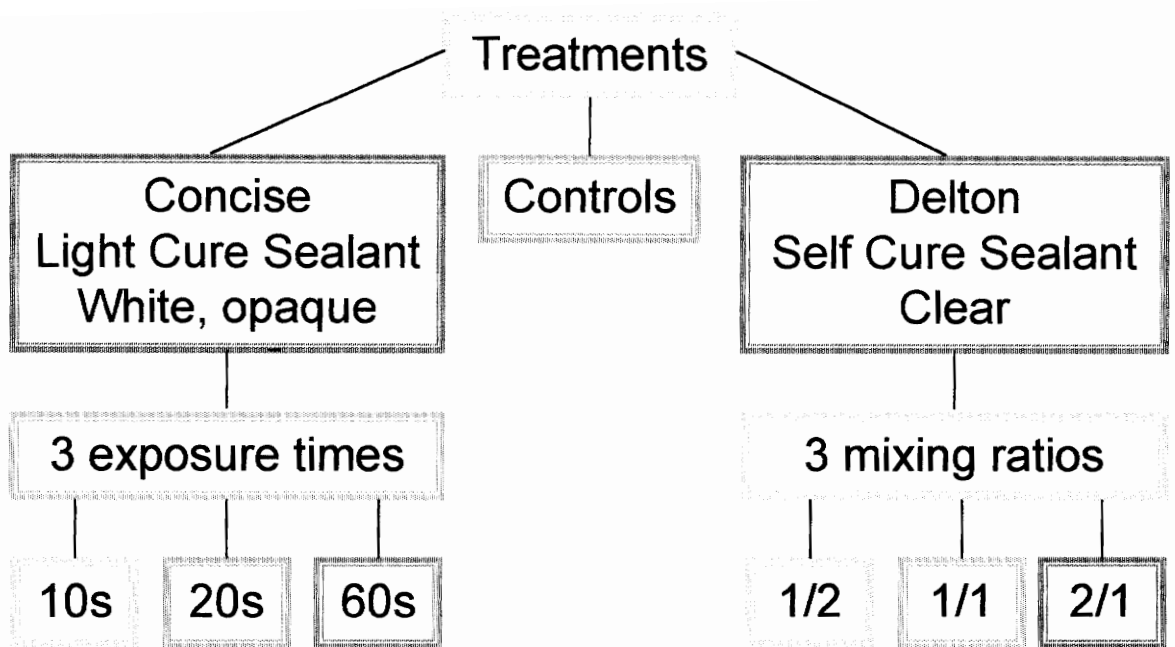 Treatments
Concise
Light Cure Sealant
White, opaque
Controls
Delton
Self Cure Sealant
Clear
3 exposure times
3 mixing ratios
10s
20s
60s
1/2
1/1
2/1